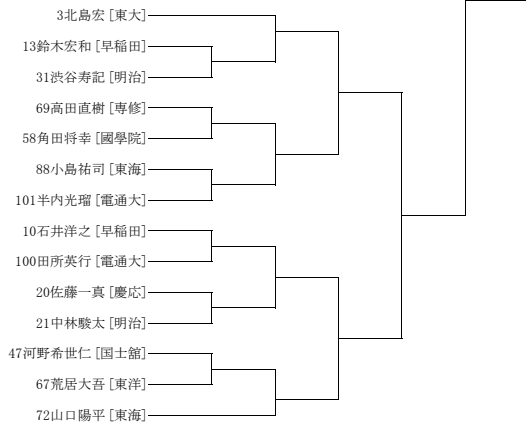 3北島宏 [東大]
13鈴木宏和 [早稲田]
31渋谷寿記 [明治]
69高田直樹 [専修]
58角田将幸 [國學院]
88小島祐司 [東海]
101半内光瑠 [電通大]
10石井洋之 [早稲田]
100田所英行 [電通大]
20佐藤一真 [慶応]
21中林駿太 [明治]
47河野希世仁 [国士舘]
67荒居大吾 [東洋]
72山口陽平 [東海]